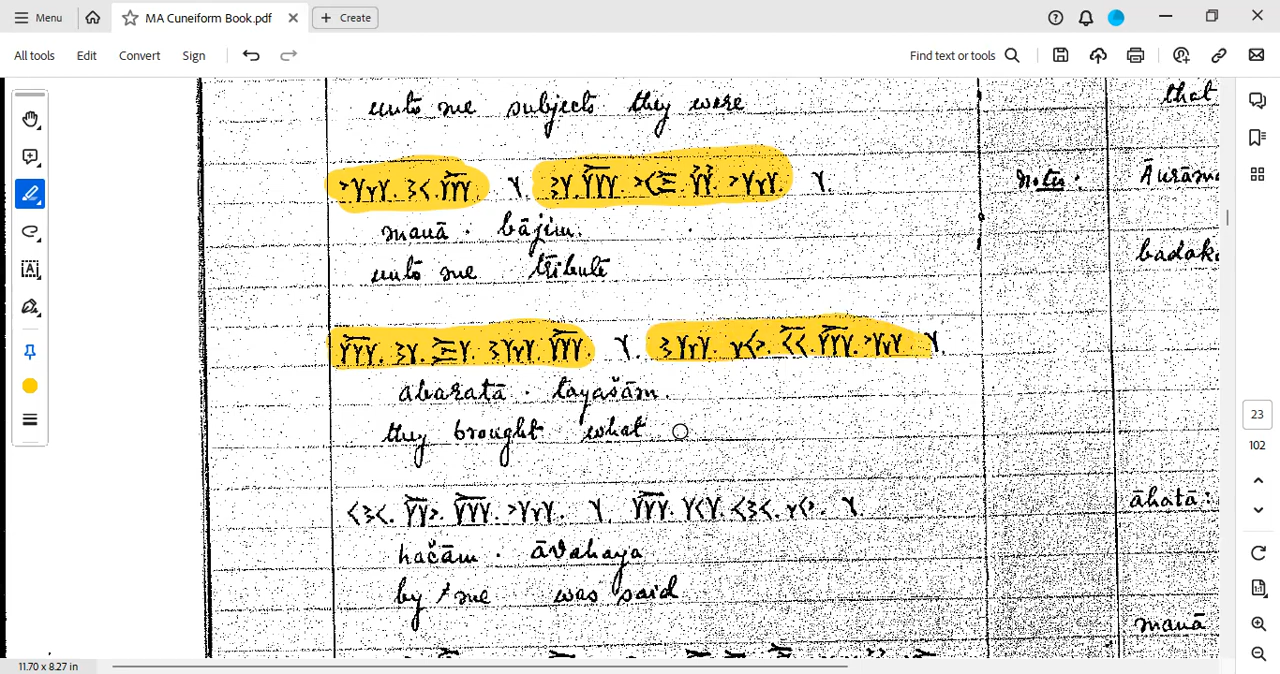 Menu MA Cuneiform Book.pdf Create
All tools Edit Convert Sign Find text or tools
unto me subjects they were
that
𐎶. 𐎴. 𐎠. 𐏐. 𐎲. 𐎠. 𐎪. 𐎡. 𐎶. 𐏐.
notes: Āurāma
manā. bājim.
badaka
unto me tribute
𐎠. 𐎲. 𐎼. 𐎫. 𐎠. 𐏐. 𐎫. 𐎹. 𐏁. 𐎠. 𐎶. 𐏐.
abaratā. tayašām.
they brought what
23
102
𐏃. 𐎨. 𐎠. 𐎶. 𐏐. 𐎠. 𐎰. 𐏃. 𐎹. 𐏐.
āhatā:
hačām. āvahaya
by me was said
manā
11.70 x 8.27 in